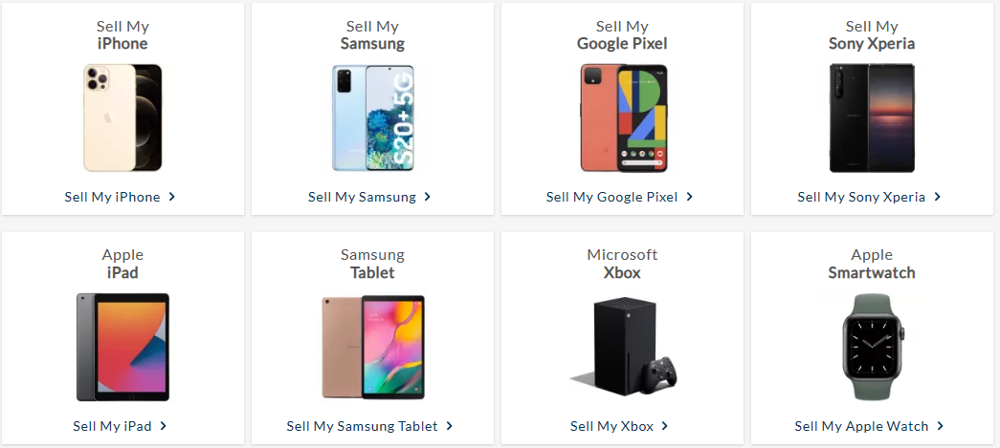 Sell My
iPhone
Sell My iPhone
Sell My
Samsung
S20+ 5G
Sell My Samsung
Sell My
Google Pixel
Sell My Google Pixel
Sell My
Sony Xperia
Sell My Sony Xperia
Apple
iPad
Sell My iPad
Samsung
Tablet
Sell My Samsung Tablet
Microsoft
Xbox
Sell My Xbox
Apple
Smartwatch
Sell My Apple Watch